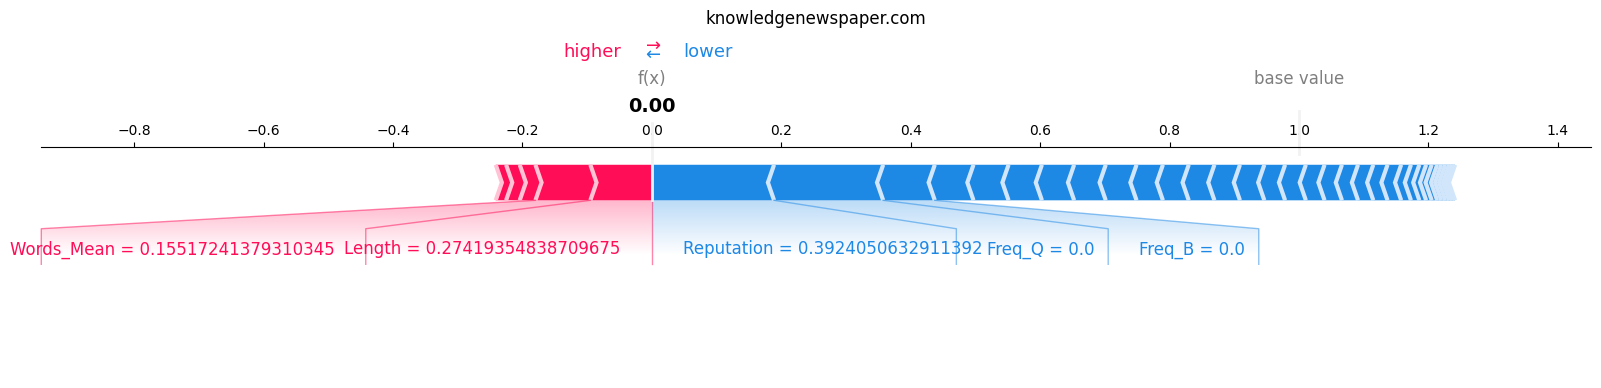 knowledgenewspaper.com
higher ⇄ lower
f(x) base value
0.00
−0.8 −0.6 −0.4 −0.2 0.0 0.2 0.4 0.6 0.8 1.0 1.2 1.4
Words_Mean = 0.15517241379310345 Length = 0.27419354838709675 Reputation = 0.3924050632911392 Freq_Q = 0.0 Freq_B = 0.0